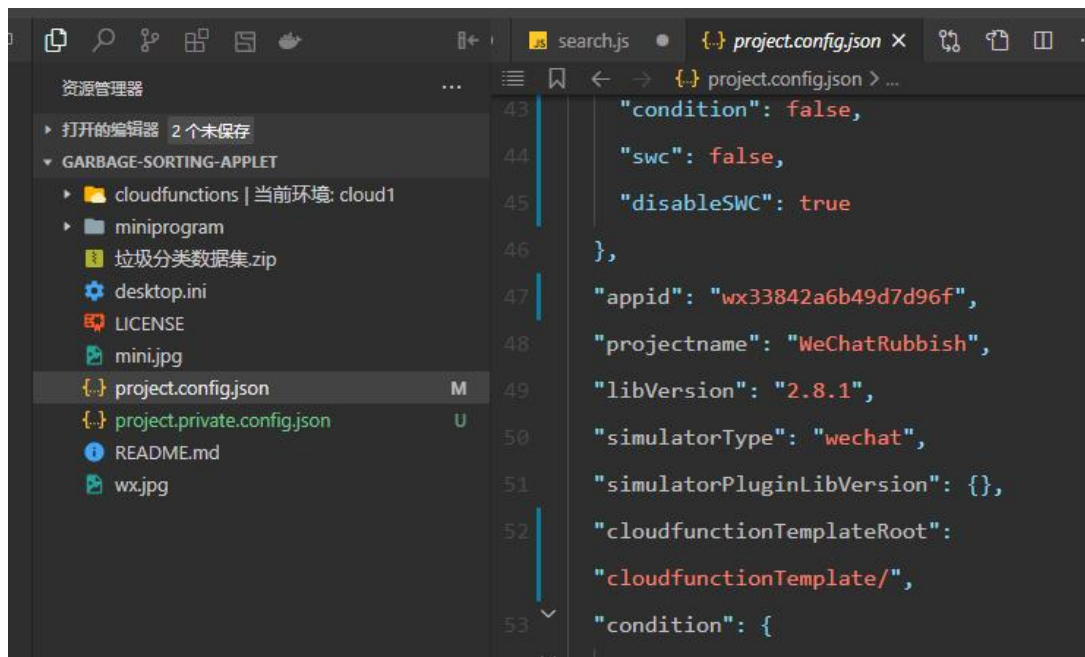 search.js
project.config.json
资源管理器
project.config.json > ...
打开的编辑器 2 个未保存
GARBAGE-SORTING-APPLET
cloudfunctions | 当前环境: cloud1
miniprogram
垃圾分类数据集.zip
desktop.ini
LICENSE
mini.jpg
project.config.json M
project.private.config.json U
README.md
wx.jpg
43 "condition": false,
44 "swc": false,
45 "disableSWC": true
46 },
47 "appid": "wx33842a6b49d7d96f",
48 "projectname": "WeChatRubbish",
49 "libVersion": "2.8.1",
50 "simulatorType": "wechat",
51 "simulatorPluginLibVersion": {},
52 "cloudfunctionTemplateRoot":
"cloudfunctionTemplate/",
53 "condition": {